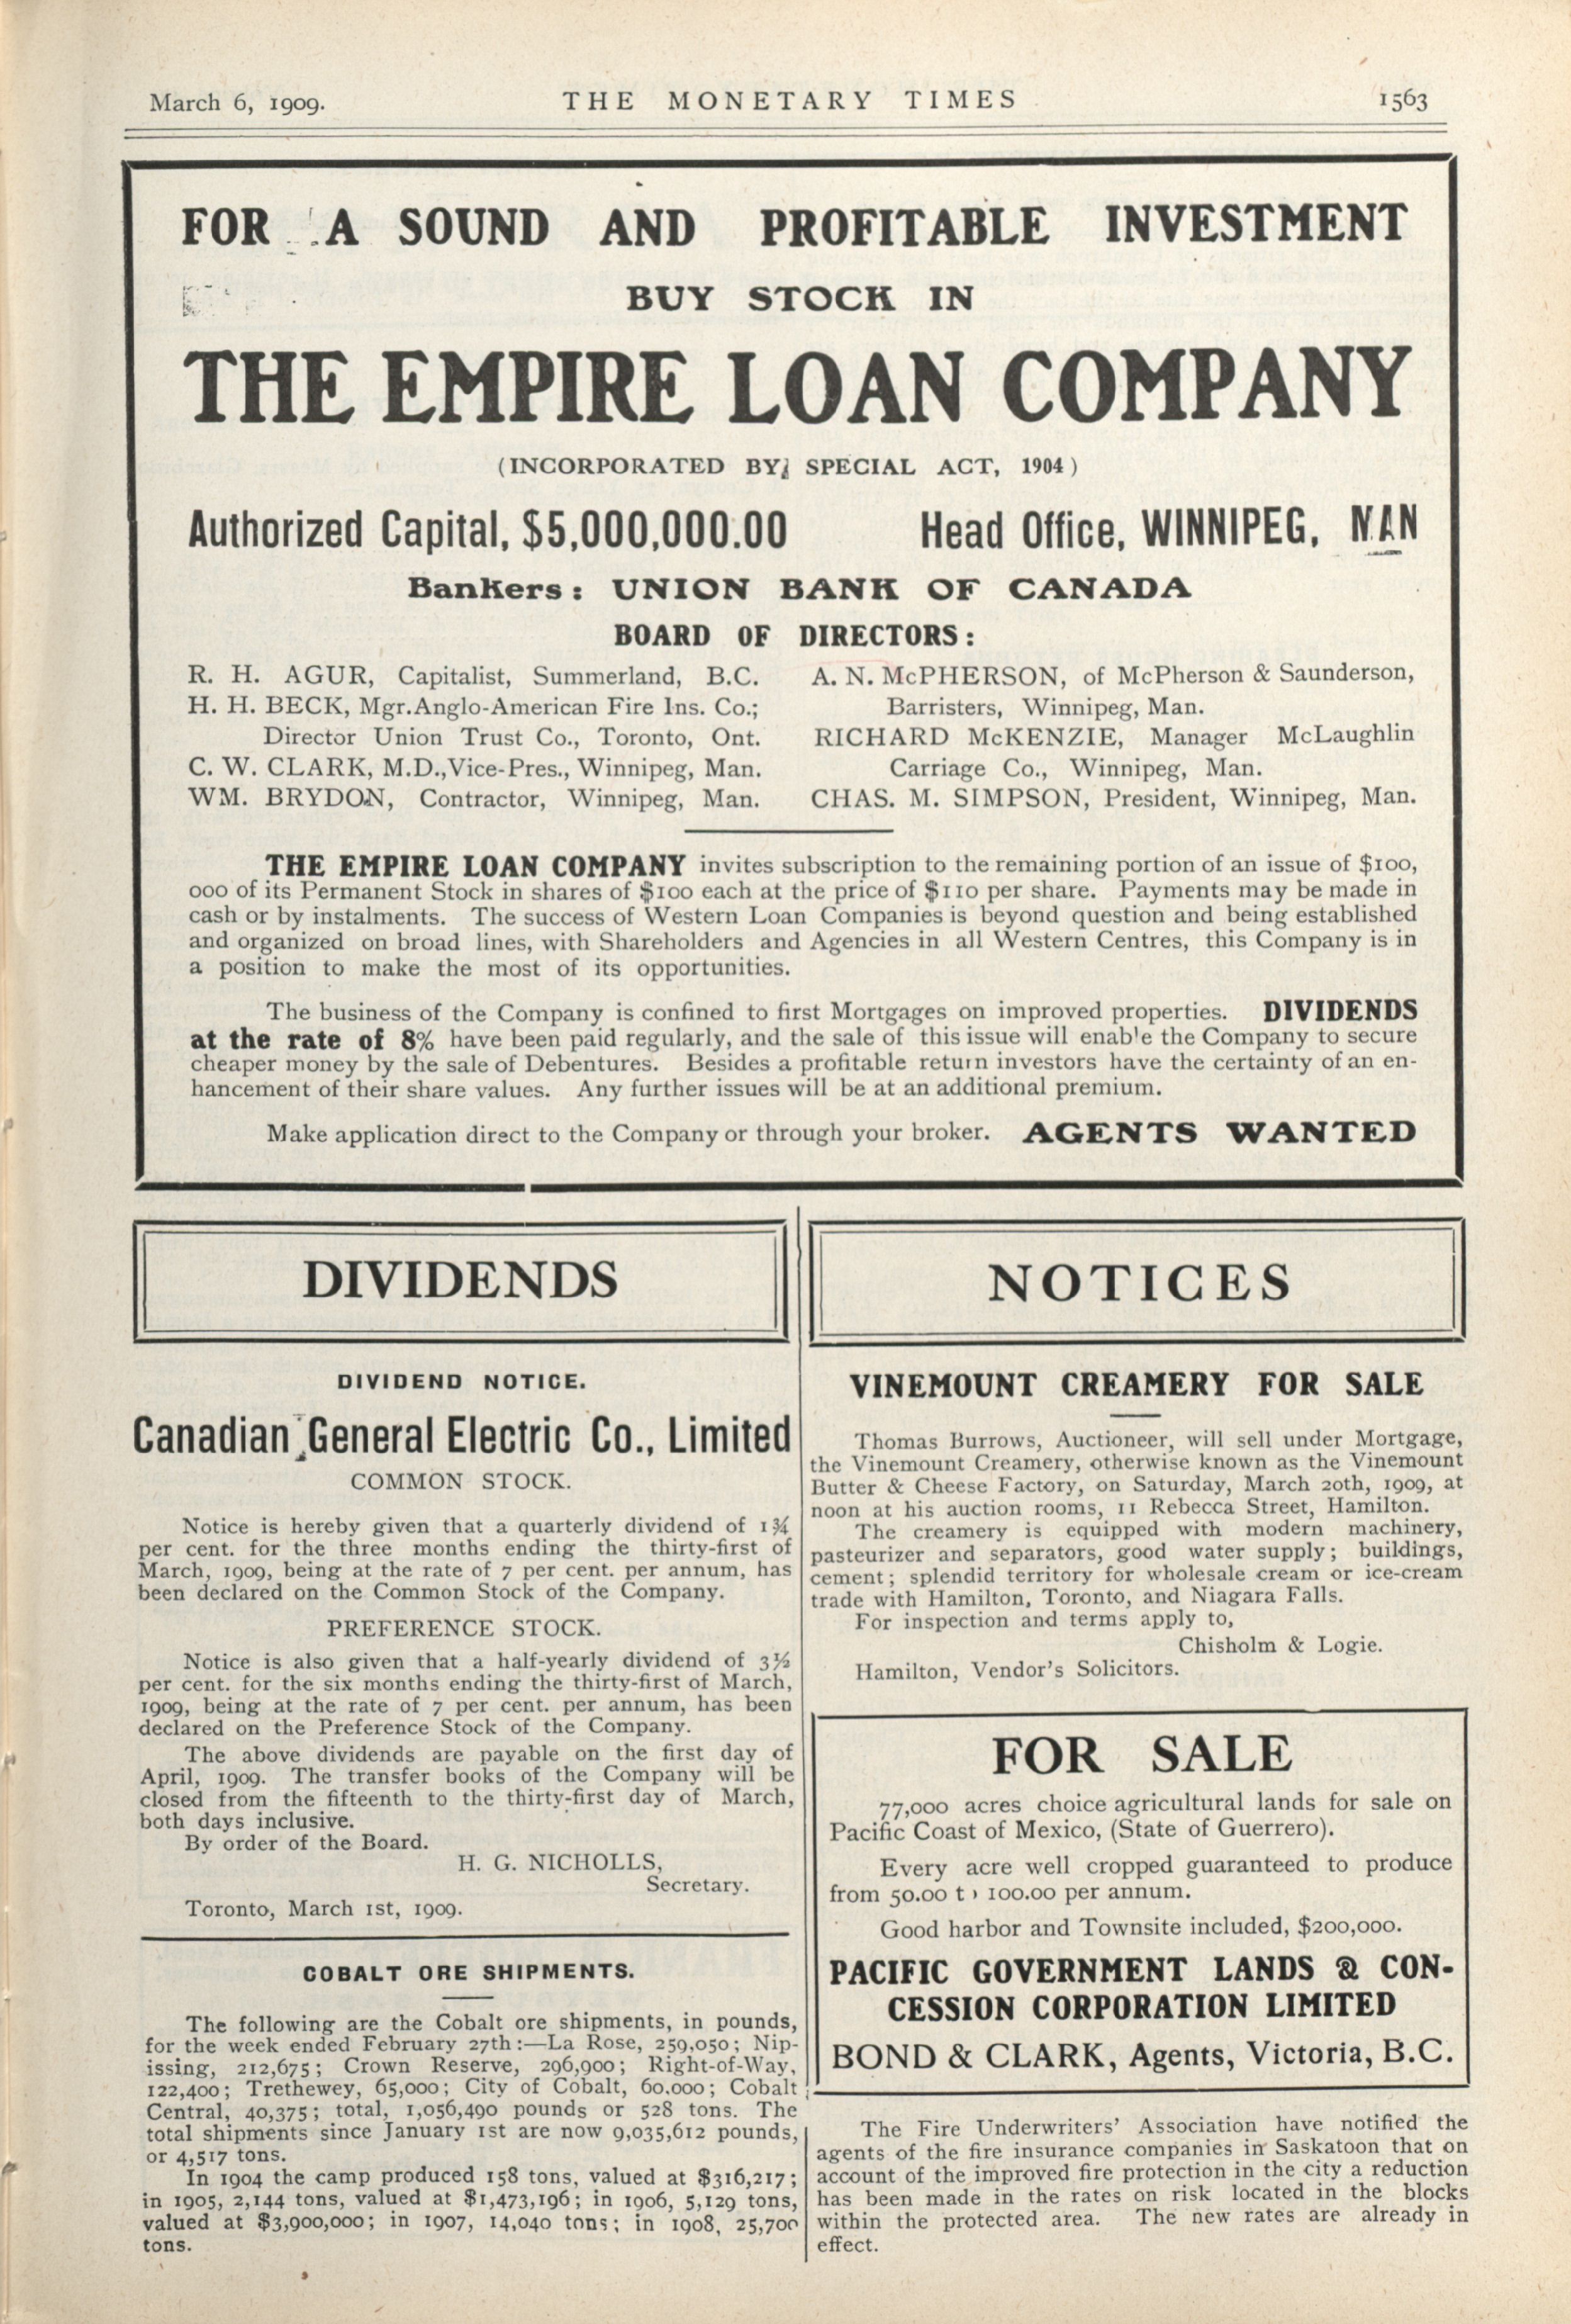 March 6, 1909.
THE MONETARY TIMES
1563
FOR A SOUND AND PROFITABLE INVESTMENT
BUY STOCK IN
THE EMPIRE LOAN COMPANY
(INCORPORATED BY SPECIAL ACT, 1904)
Authorized Capital, $5,000,000.00 Head Office, WINNIPEG, MAN
Bankers: UNION BANK OF CANADA
BOARD OF DIRECTORS:
R. H. AGUR, Capitalist, Summerland, B.C.
H. H. BECK, Mgr. Anglo-American Fire Ins. Co.;
Director Union Trust Co., Toronto, Ont.
C. W. CLARK, M.D., Vice-Pres., Winnipeg, Man.
WM. BRYDON, Contractor, Winnipeg, Man.
A. N. McPHERSON, of McPherson & Saunderson,
Barristers, Winnipeg, Man.
RICHARD McKENZIE, Manager McLaughlin
Carriage Co., Winnipeg, Man.
CHAS. M. SIMPSON, President, Winnipeg, Man.
THE EMPIRE LOAN COMPANY invites subscription to the remaining portion of an issue of $100,
000 of its Permanent Stock in shares of $100 each at the price of $110 per share. Payments may be made in
cash or by instalments. The success of Western Loan Companies is beyond question and being established
and organized on broad lines, with Shareholders and Agencies in all Western Centres, this Company is in
a position to make the most of its opportunities.
The business of the Company is confined to first Mortgages on improved properties. DIVIDENDS
at the rate of 8% have been paid regularly, and the sale of this issue will enable the Company to secure
cheaper money by the sale of Debentures. Besides a profitable return investors have the certainty of an en-
hancement of their share values. Any further issues will be at an additional premium.
Make application direct to the Company or through your broker. AGENTS WANTED
DIVIDENDS
DIVIDEND NOTICE.
Canadian General Electric Co., Limited
COMMON STOCK.
Notice is hereby given that a quarterly dividend of 1¾
per cent. for the three months ending the thirty-first of
March, 1909, being at the rate of 7 per cent. per annum, has
been declared on the Common Stock of the Company.
PREFERENCE STOCK.
Notice is also given that a half-yearly dividend of 3½
per cent. for the six months ending the thirty-first of March,
1909, being at the rate of 7 per cent. per annum, has been
declared on the Preference Stock of the Company.
The above dividends are payable on the first day of
April, 1909. The transfer books of the Company will be
closed from the fifteenth to the thirty-first day of March,
both days inclusive.
By order of the Board.
H. G. NICHOLLS,
Secretary.
Toronto, March 1st, 1909.
COBALT ORE SHIPMENTS.
The following are the Cobalt ore shipments, in pounds,
for the week ended February 27th:—La Rose, 259,050; Nip-
issing, 212,675; Crown Reserve, 296,900; Right-of-Way,
122,400; Trethewey, 65,000; City of Cobalt, 60,000; Cobalt
Central, 40,375; total, 1,056,490 pounds or 528 tons. The
total shipments since January 1st are now 9,035,612 pounds,
or 4,517 tons.
In 1904 the camp produced 158 tons, valued at $316,217;
in 1905, 2,144 tons, valued at $1,473,196; in 1906, 5,129 tons,
valued at $3,900,000; in 1907, 14,040 tons; in 1908, 25,700
tons.
NOTICES
VINEMOUNT CREAMERY FOR SALE
Thomas Burrows, Auctioneer, will sell under Mortgage,
the Vinemount Creamery, otherwise known as the Vinemount
Butter & Cheese Factory, on Saturday, March 20th, 1909, at
noon at his auction rooms, 11 Rebecca Street, Hamilton.
The creamery is equipped with modern machinery,
pasteurizer and separators, good water supply; buildings,
cement; splendid territory for wholesale cream or ice-cream
trade with Hamilton, Toronto, and Niagara Falls.
For inspection and terms apply to,
Chisholm & Logie.
Hamilton, Vendor's Solicitors.
FOR SALE
77,000 acres choice agricultural lands for sale on
Pacific Coast of Mexico, (State of Guerrero).
Every acre well cropped guaranteed to produce
from 50.00 to 100.00 per annum.
Good harbor and Townsite included, $200,000.
PACIFIC GOVERNMENT LANDS & CON-
CESSION CORPORATION LIMITED
BOND & CLARK, Agents, Victoria, B.C.
The Fire Underwriters' Association have notified the
agents of the fire insurance companies in Saskatoon that on
account of the improved fire protection in the city a reduction
has been made in the rates on risk located in the blocks
within the protected area. The new rates are already in
effect.